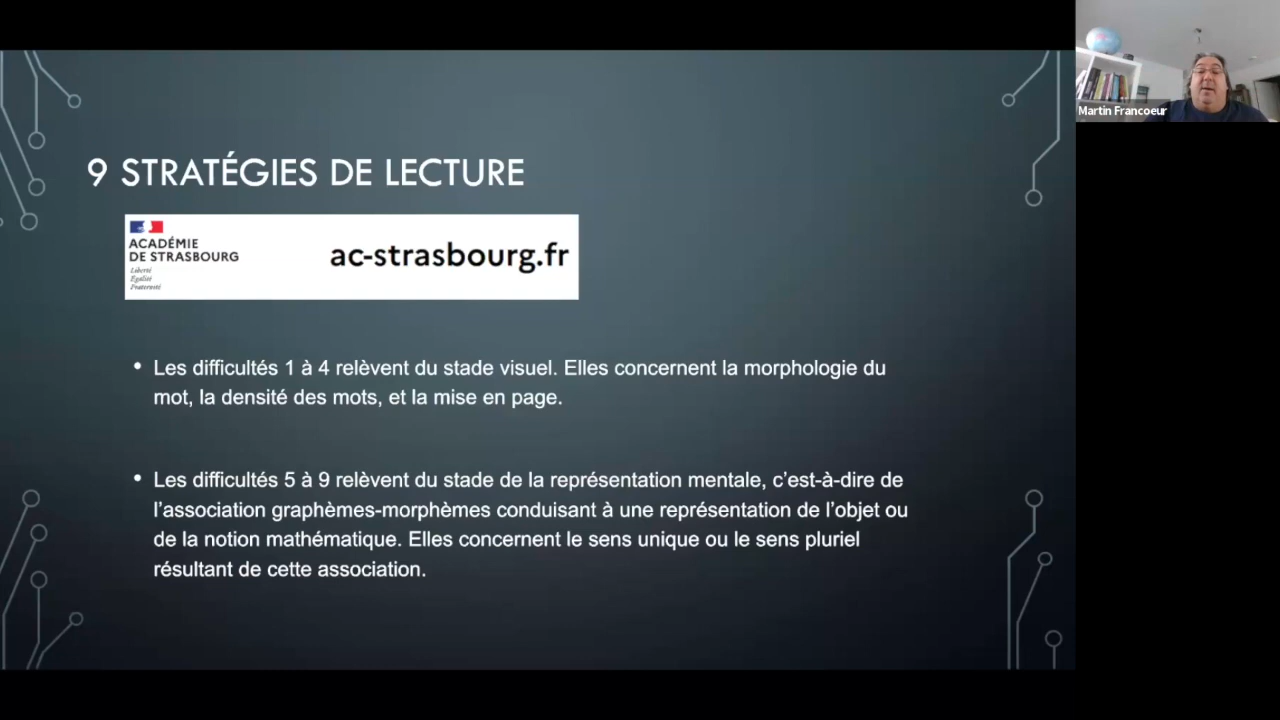 9 STRATÉGIES DE LECTURE
ACADÉMIE
DE STRASBOURG
Liberté
Égalité
Fraternité
ac-strasbourg.fr
• Les difficultés 1 à 4 relèvent du stade visuel. Elles concernent la morphologie du
mot, la densité des mots, et la mise en page.
• Les difficultés 5 à 9 relèvent du stade de la représentation mentale, c’est-à-dire de
l’association graphèmes-morphèmes conduisant à une représentation de l’objet ou
de la notion mathématique. Elles concernent le sens unique ou le sens pluriel
résultant de cette association.
Martin Francoeur